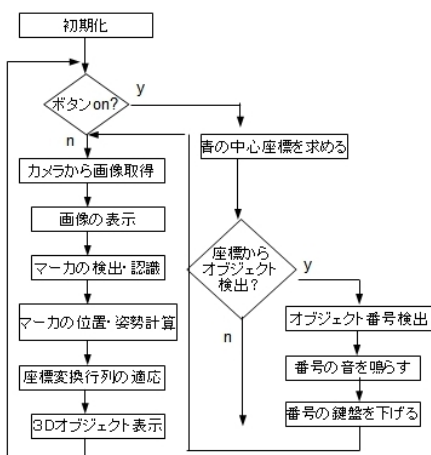 初期化
ボタンon?
y
n
カメラから画像取得
画像の表示
マーカの検出・認識
マーカの位置・姿勢計算
座標変換行列の適応
3Dオブジェクト表示
青の中心座標を求める
座標から
オブジェクト
検出?
y
n
オブジェクト番号検出
番号の音を鳴らす
番号の鍵盤を下げる